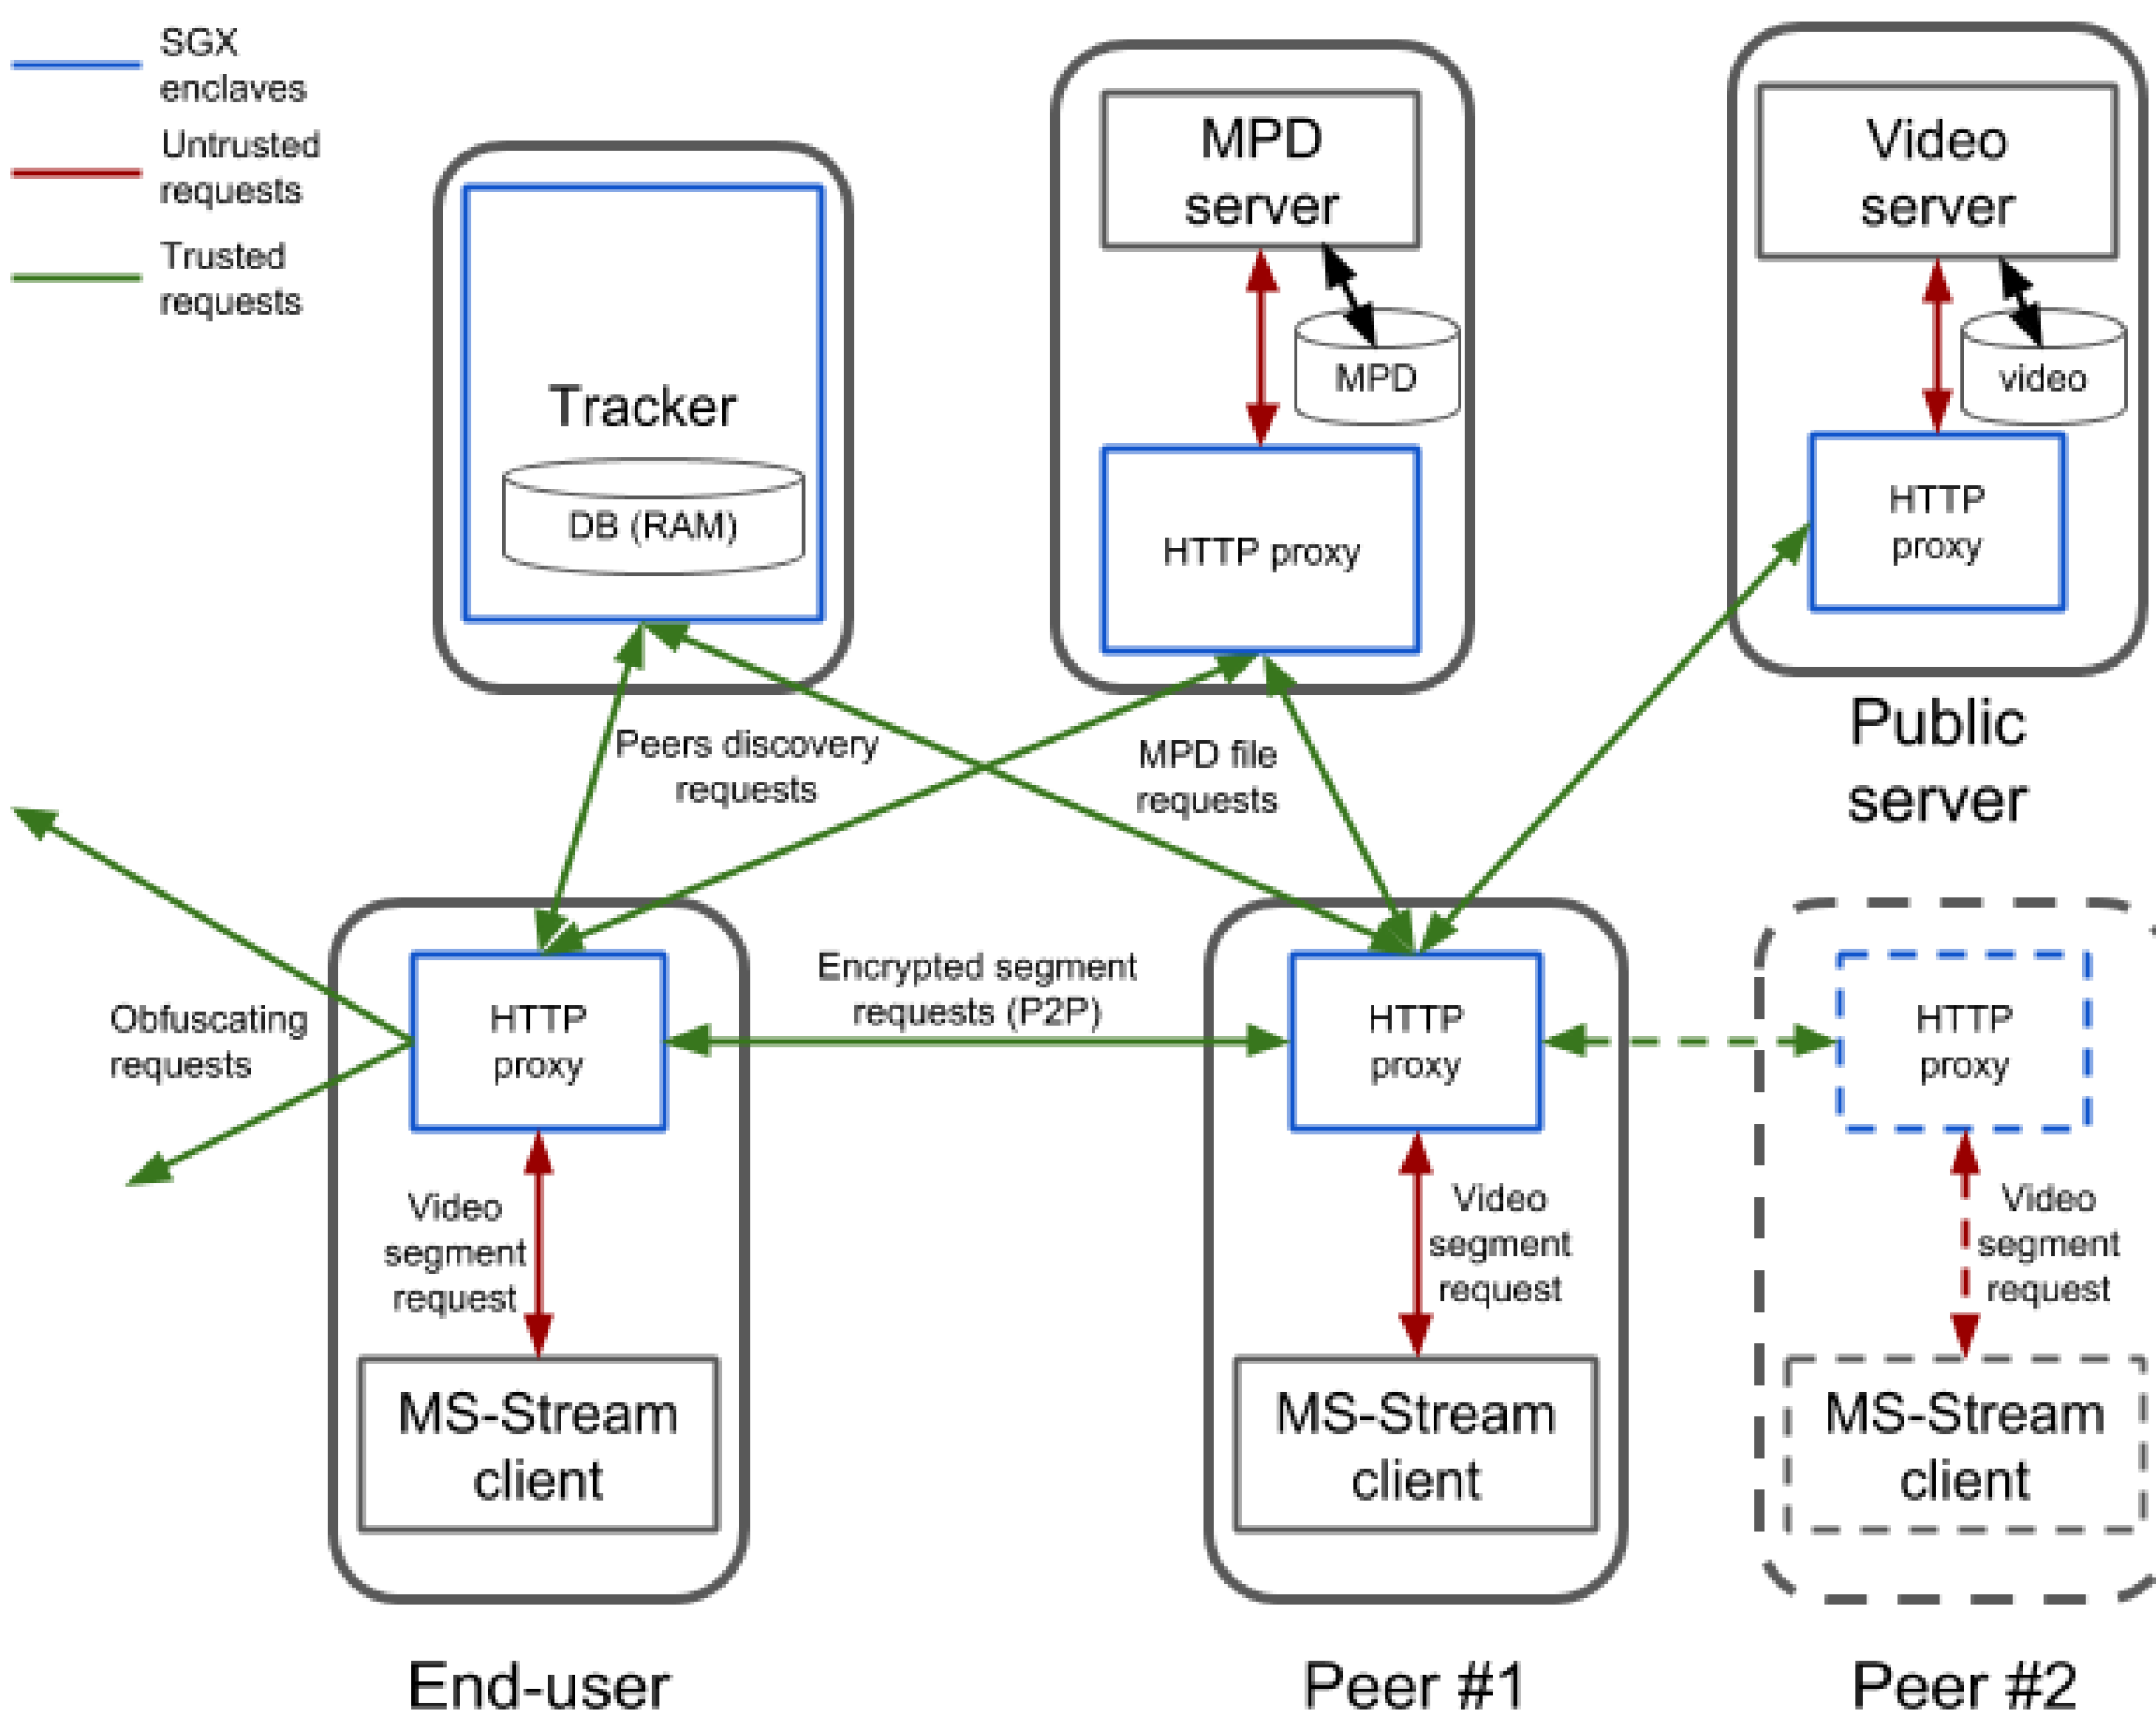 SGX
enclaves
Untrusted
requests
Trusted
requests
Tracker
DB (RAM)
MPD
server
MPD
HTTP proxy
Video
server
video
HTTP
proxy
Public
server
Peers discovery
requests
MPD file
requests
Obfuscating
requests
HTTP
proxy
Encrypted segment
requests (P2P)
HTTP
proxy
HTTP
proxy
Video
segment
request
Video
segment
request
Video
segment
request
MS-Stream
client
MS-Stream
client
MS-Stream
client
End-user
Peer #1
Peer #2